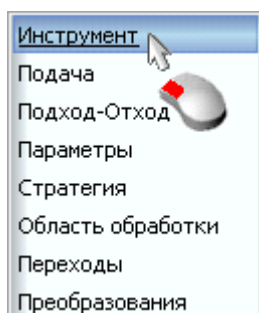 Инструмент
Подача
Подход-Отход
Параметры
Стратегия
Область обработки
Переходы
Преобразования